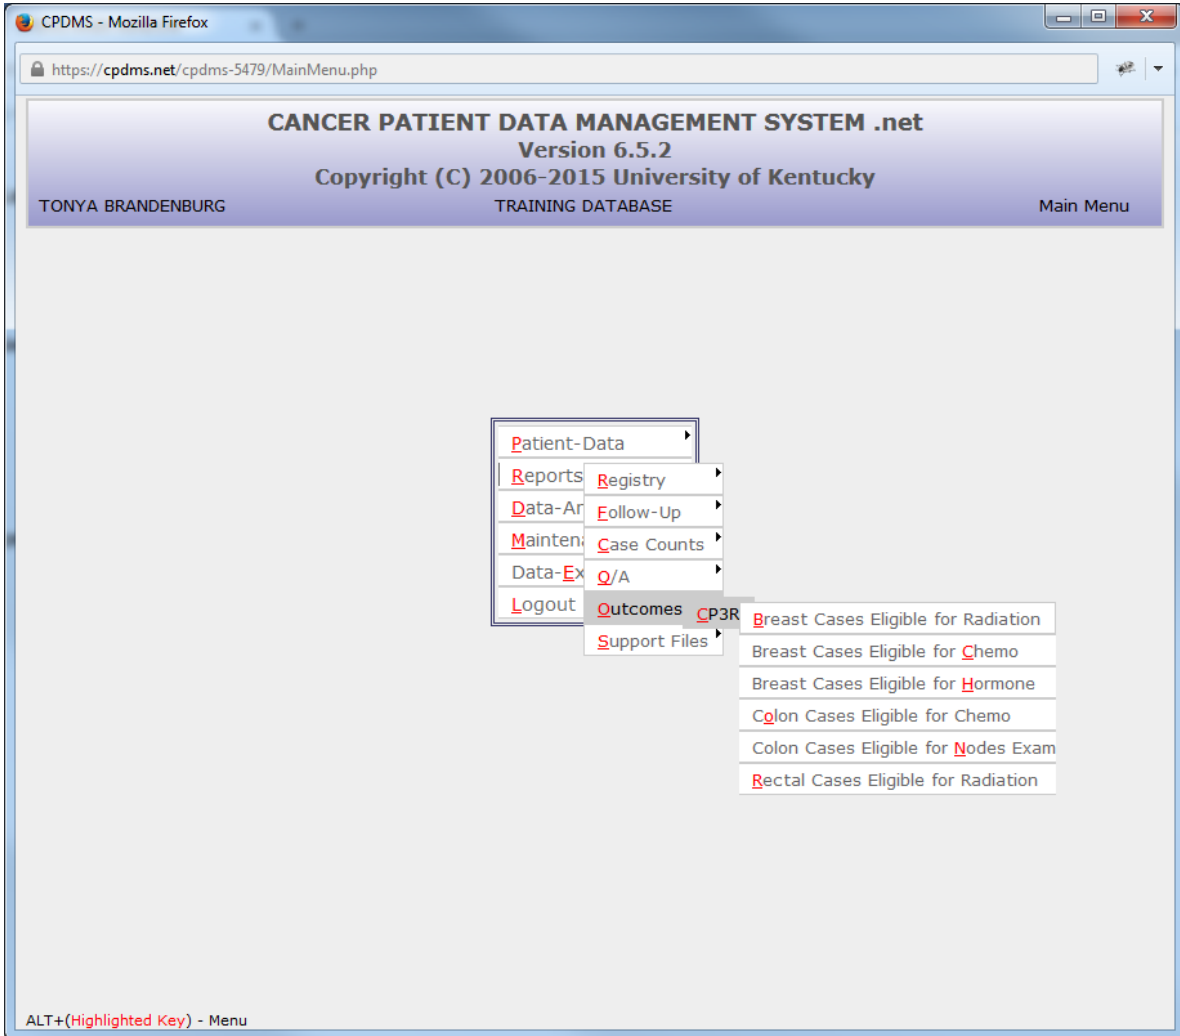 CPDMS - Mozilla Firefox
https://cpdms.net/cpdms-5479/MainMenu.php
CANCER PATIENT DATA MANAGEMENT SYSTEM .net
Version 6.5.2
Copyright (C) 2006-2015 University of Kentucky
TONYA BRANDENBURG TRAINING DATABASE Main Menu
Patient-Data
Reports
Data-Ar
Maintena
Data-Ex
Logout
Registry
Follow-Up
Case Counts
Q/A
Outcomes
Support Files
CP3R
Breast Cases Eligible for Radiation
Breast Cases Eligible for Chemo
Breast Cases Eligible for Hormone
Colon Cases Eligible for Chemo
Colon Cases Eligible for Nodes Exam
Rectal Cases Eligible for Radiation
ALT+(Highlighted Key) - Menu